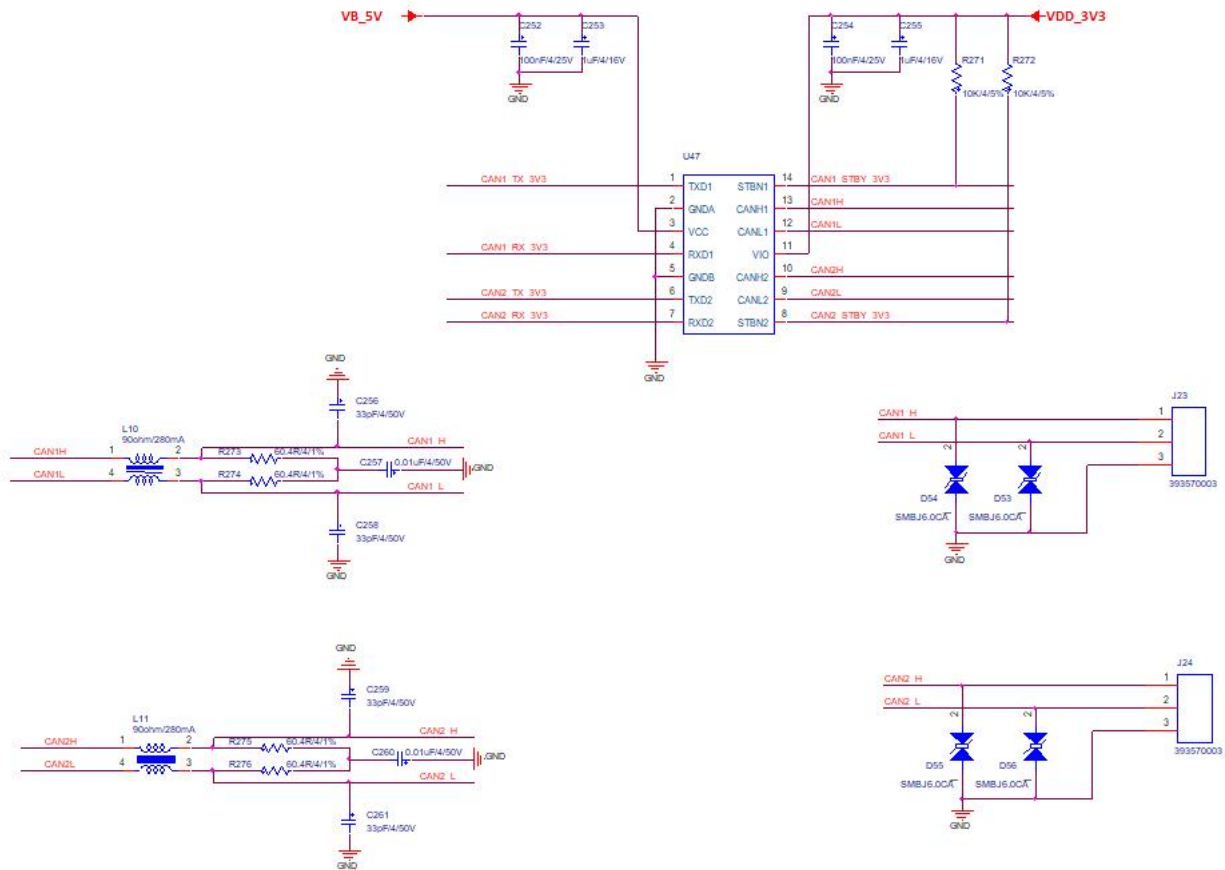 VB_5V
VDD_3V3
C252
C253
C254
C255
100nF/4/25V
1uF/4/16V
100nF/4/25V
1uF/4/16V
R271
R272
10K/4/5%
10K/4/5%
GND
GND
U47
CAN1_TX_3V3
1
TXD1
STBN1
14
CAN1_STBY_3V3
2
GNDA
CANH1
13
CAN1H
3
VCC
CANL1
12
CAN1L
CAN1_RX_3V3
4
RXD1
VIO
11
5
GNDB
CANH2
10
CAN2H
CAN2_TX_3V3
6
TXD2
CANL2
9
CAN2L
CAN2_RX_3V3
7
RXD2
STBN2
8
CAN2_STBY_3V3
GND
GND
C256
33pF/4/50V
L10
90ohm/280mA
CAN1H
1
2
R273
60.4R/4/1%
CAN1_H
C257
0.01uF/4/50V
GND
CAN1L
4
3
R274
60.4R/4/1%
CAN1_L
C258
33pF/4/50V
GND
J23
CAN1_H
1
CAN1_L
2
3
2
2
393570003
D54
D53
SMBJ6.0CA
SMBJ6.0CA
GND
GND
C259
33pF/4/50V
L11
90ohm/280mA
CAN2H
1
2
R275
60.4R/4/1%
CAN2_H
C260
0.01uF/4/50V
GND
CAN2L
4
3
R276
60.4R/4/1%
CAN2_L
C261
33pF/4/50V
GND
J24
CAN2_H
1
CAN2_L
2
3
2
2
393570003
D55
D56
SMBJ6.0CA
SMBJ6.0CA
GND